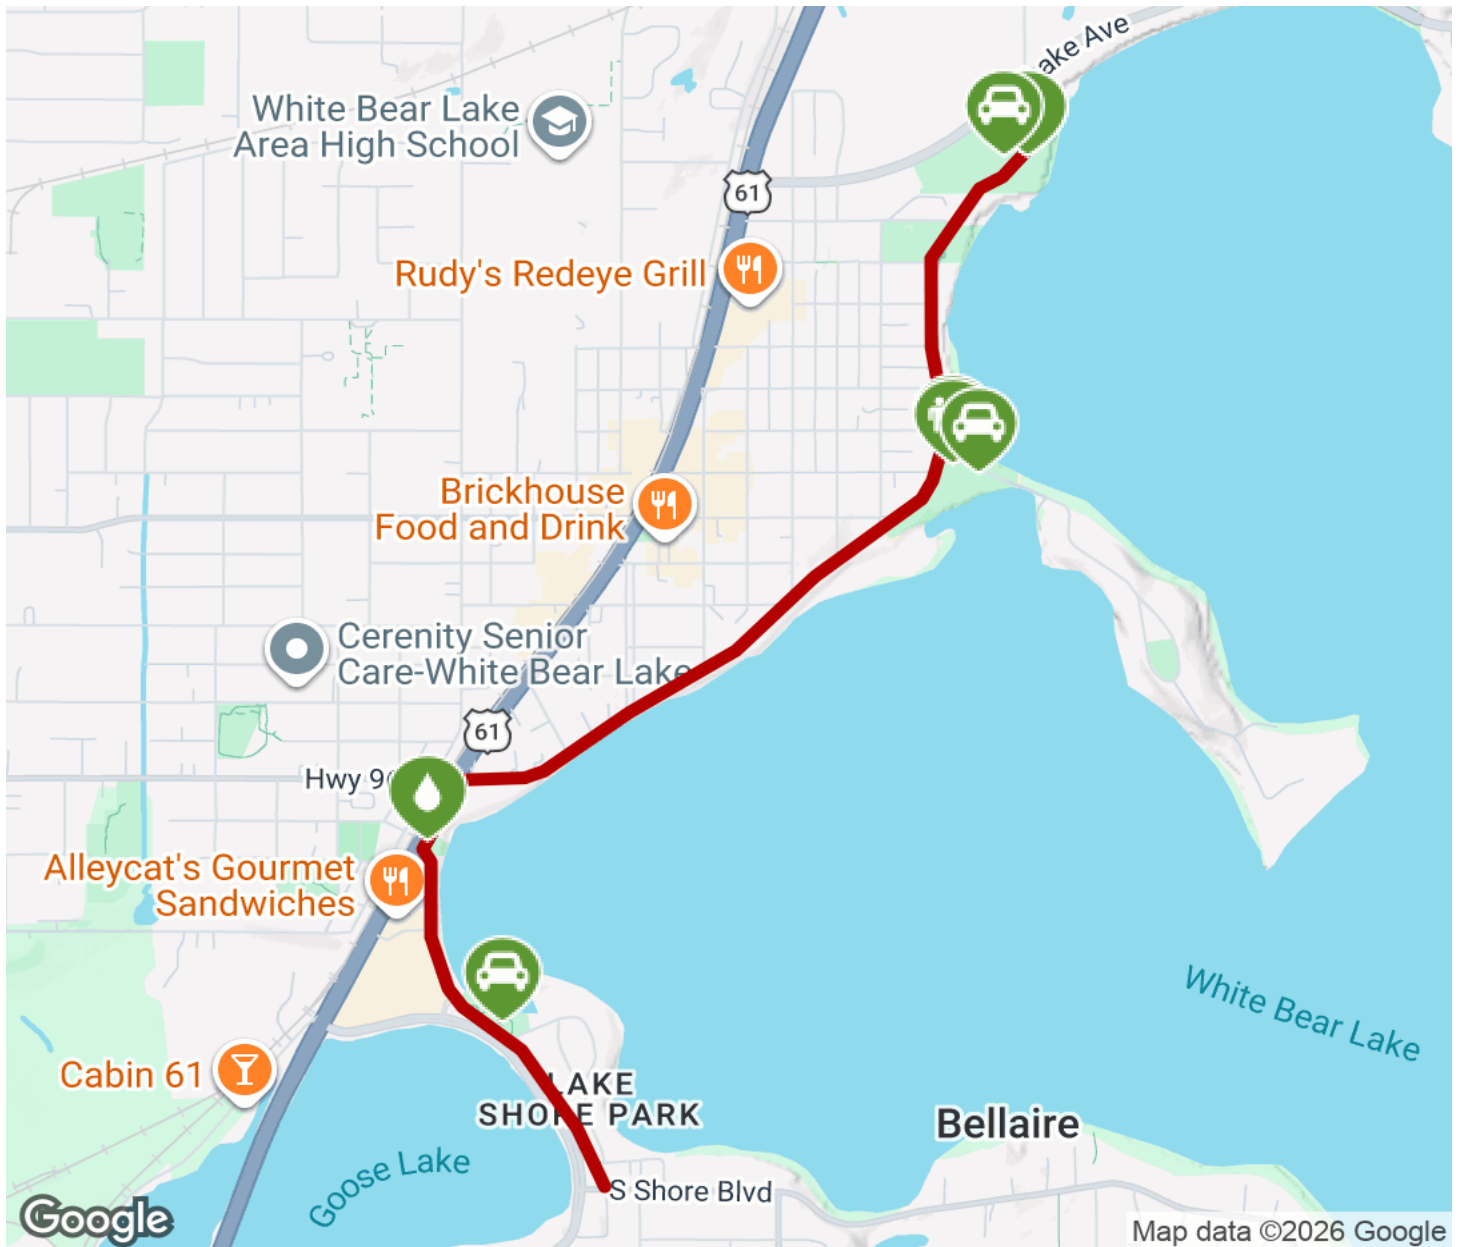 ake Ave
White Bear Lake
Area High School
61
Rudy's Redeye Grill
Brickhouse
Food and Drink
Cerenity Senior
Care-White Bear Lake
61
Hwy 9
Alleycat's Gourmet
Sandwiches
White Bear Lake
Cabin 61
LAKE
SHORE PARK
Bellaire
Goose Lake
S Shore Blvd
Google
Map data ©2026 Google